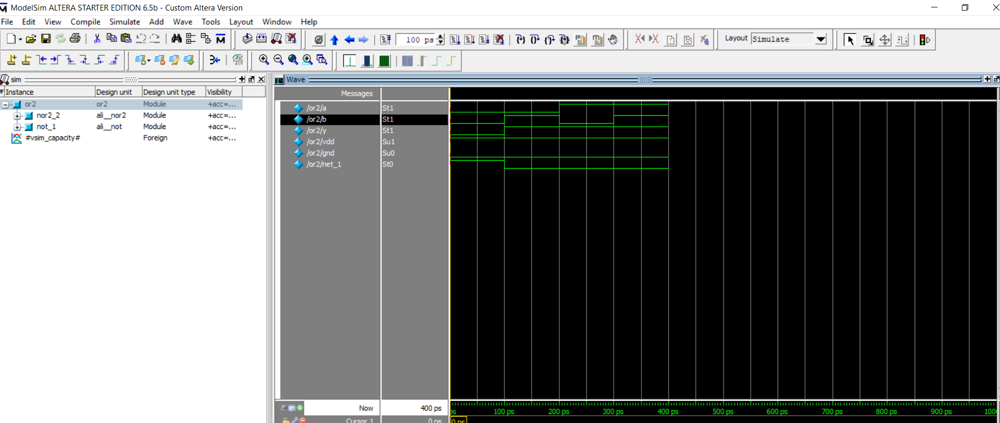 ModelSim ALTERA STARTER EDITION 6.5b - Custom Altera Version
File Edit View Compile Simulate Add Wave Tools Layout Window Help
100 ps Layout Simulate
sim
Instance Design unit Design unit type Visibility
or2 or2 Module +acc=...
nor2_2 ali__nor2 Module +acc=...
not_1 ali__not Module +acc=...
#vsim_capacity# Foreign +acc=...
Wave
Messages
/or2/a St1
/or2/b St1
/or2/y St1
/or2/vdd Su1
/or2/gnd Su0
/or2/net_1 St0
Now 400 ps
ps 100 ps 200 ps 300 ps 400 ps 500 ps 600 ps 700 ps 800 ps 900 ps 100
Cursor 1 0 ps
0 ps